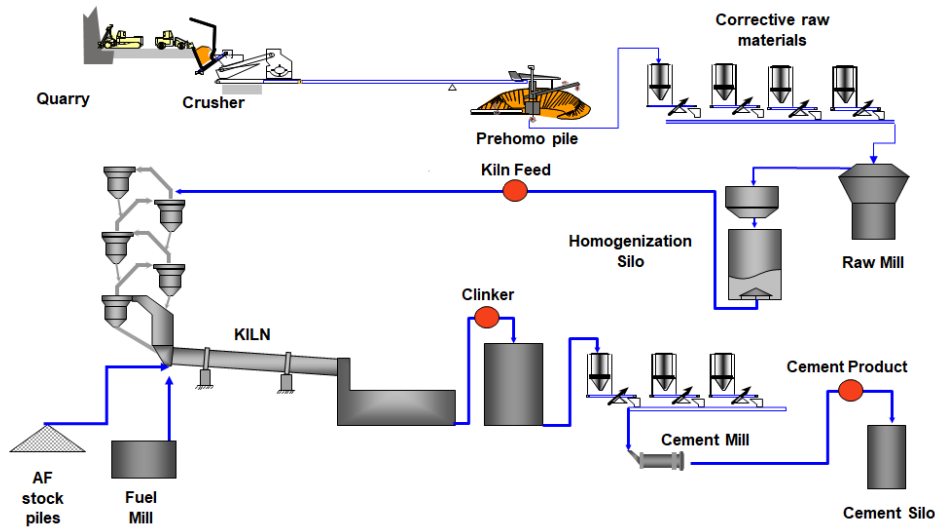 Corrective raw
materials
Quarry
Crusher
Prehomo pile
Kiln Feed
Homogenization
Silo
Raw Mill
Clinker
KILN
Cement Product
Cement Mill
AF
stock
piles
Fuel
Mill
Cement Silo